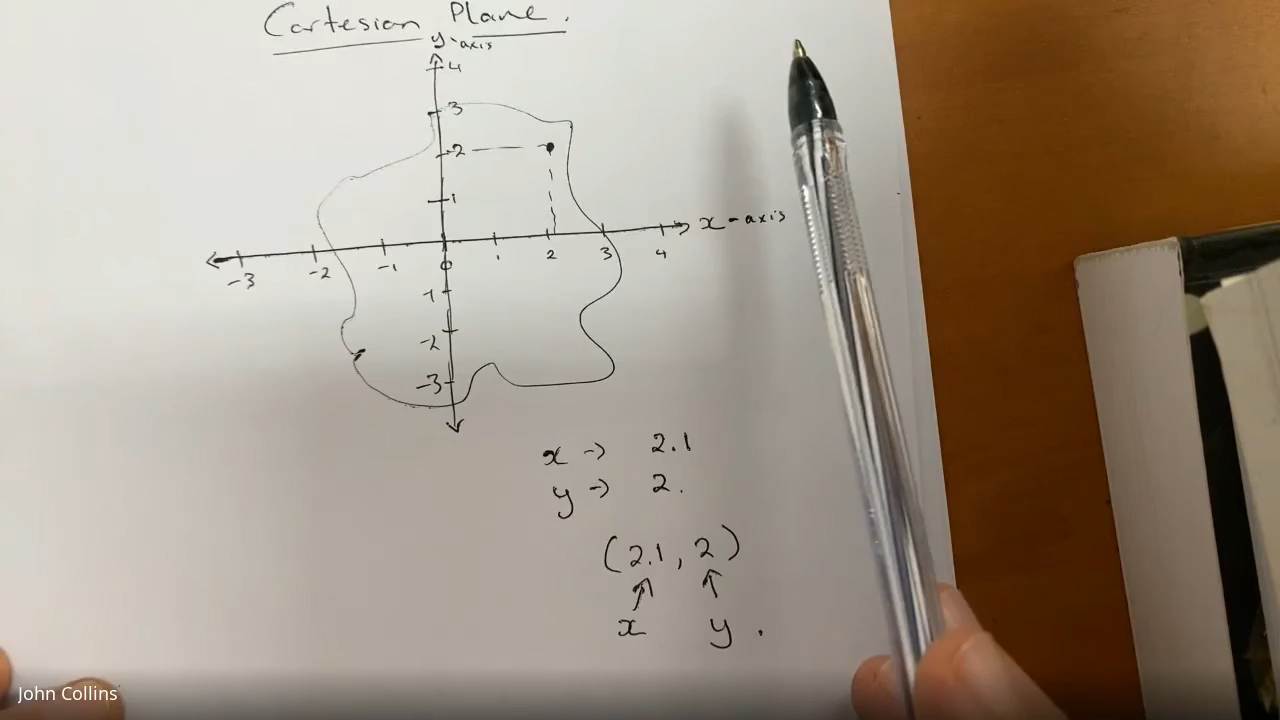 Cartesian Plane.
y-axis
4
3
2
1
x-axis
-3 -2 -1 0 1 2 3 4
-1
-2
-3
x -> 2.1
y -> 2.
(2.1, 2)
↑ ↑
x y.
John Collins